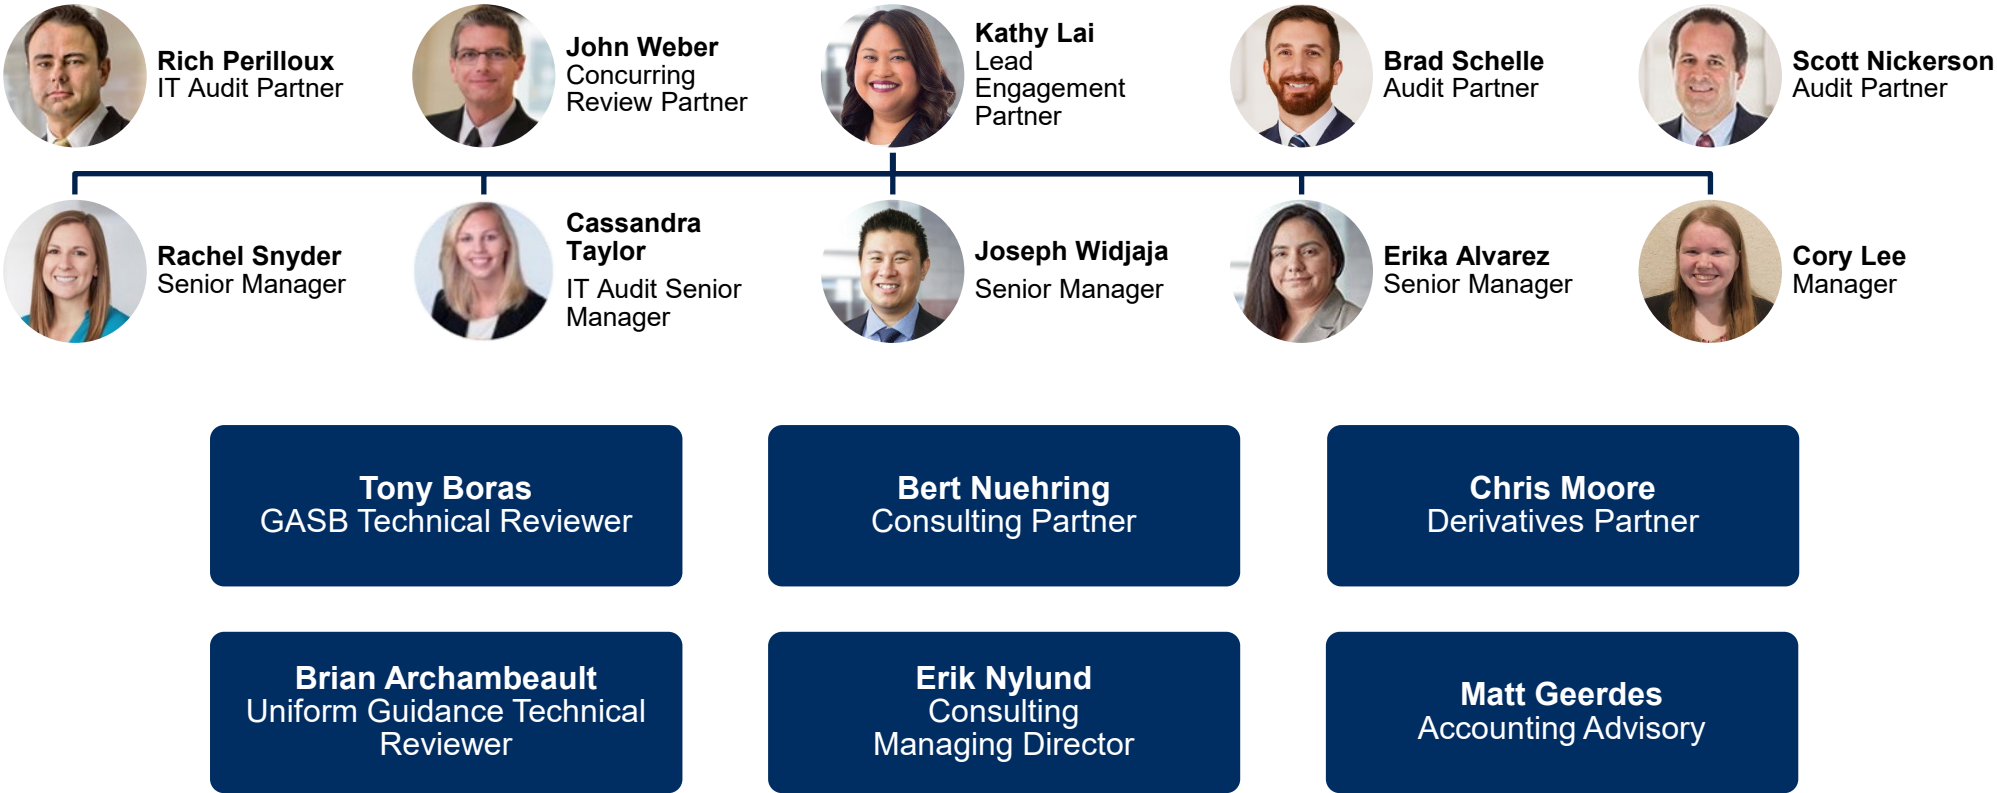 Rich Perilloux
IT Audit Partner
John Weber
Concurring
Review Partner
Kathy Lai
Lead
Engagement
Partner
Brad Schelle
Audit Partner
Scott Nickerson
Audit Partner
Rachel Snyder
Senior Manager
Cassandra
Taylor
IT Audit Senior
Manager
Joseph Widjaja
Senior Manager
Erika Alvarez
Senior Manager
Cory Lee
Manager
Tony Boras
GASB Technical Reviewer
Bert Nuehring
Consulting Partner
Chris Moore
Derivatives Partner
Brian Archambeault
Uniform Guidance Technical
Reviewer
Erik Nylund
Consulting
Managing Director
Matt Geerdes
Accounting Advisory